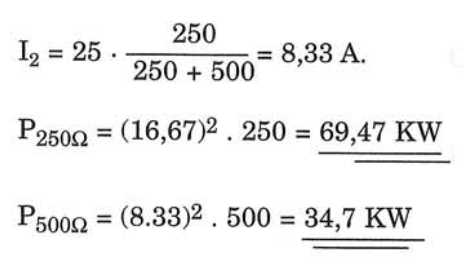 I₂ = 25 · 250 / 250 + 500 = 8,33 A.
P₂₅₀Ω = (16,67)² . 250 = 69,47 KW
P₅₀₀Ω = (8.33)² . 500 = 34,7 KW